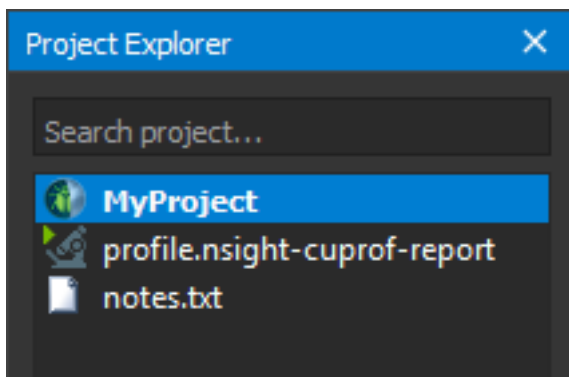 Project Explorer
Search project...
MyProject
profile.nsight-cuprof-report
notes.txt